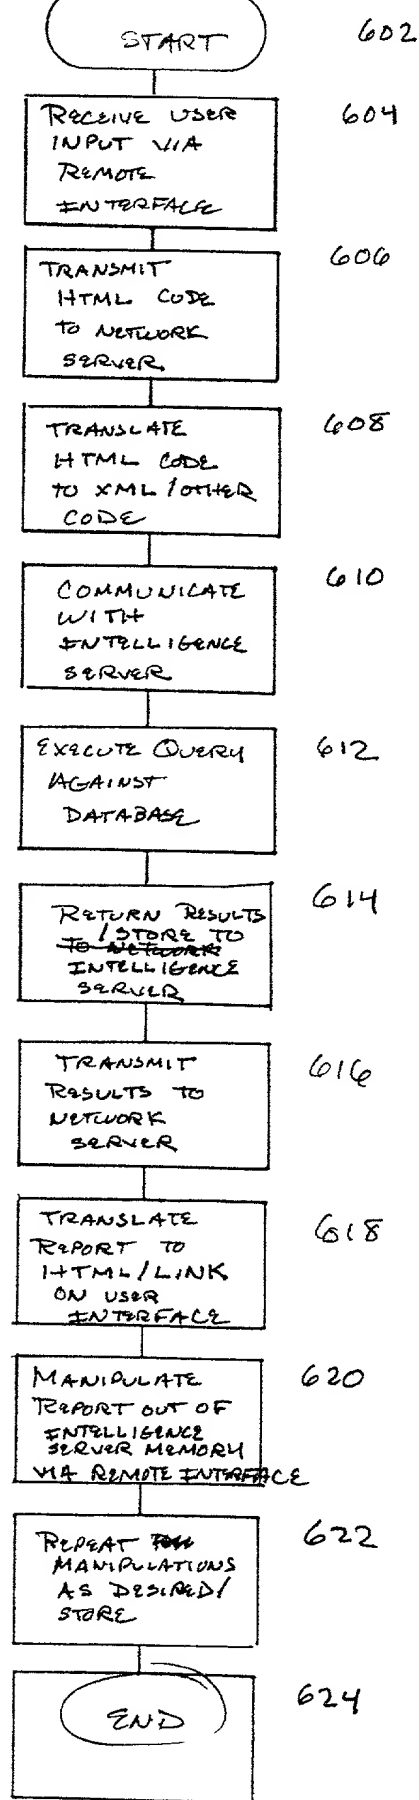 START 602
RECEIVE USER 604
INPUT VIA
REMOTE
INTERFACE
TRANSMIT 606
HTML CODE
TO NETWORK
SERVER
TRANSLATE 608
HTML CODE
TO XML/OTHER
CODE
COMMUNICATE 610
WITH
INTELLIGENCE
SERVER
EXECUTE QUERY 612
AGAINST
DATABASE
RETURN RESULTS 614
/STORE TO
TO NETWORK
INTELLIGENCE
SERVER
TRANSMIT 616
RESULTS TO
NETWORK
SERVER
TRANSLATE 618
REPORT TO
HTML/LINK
ON USER
INTERFACE
MANIPULATE 620
REPORT OUT OF
INTELLIGENCE
SERVER MEMORY
VIA REMOTE INTERFACE
REPEAT 622
MANIPULATIONS
AS DESIRED/
STORE
END 624